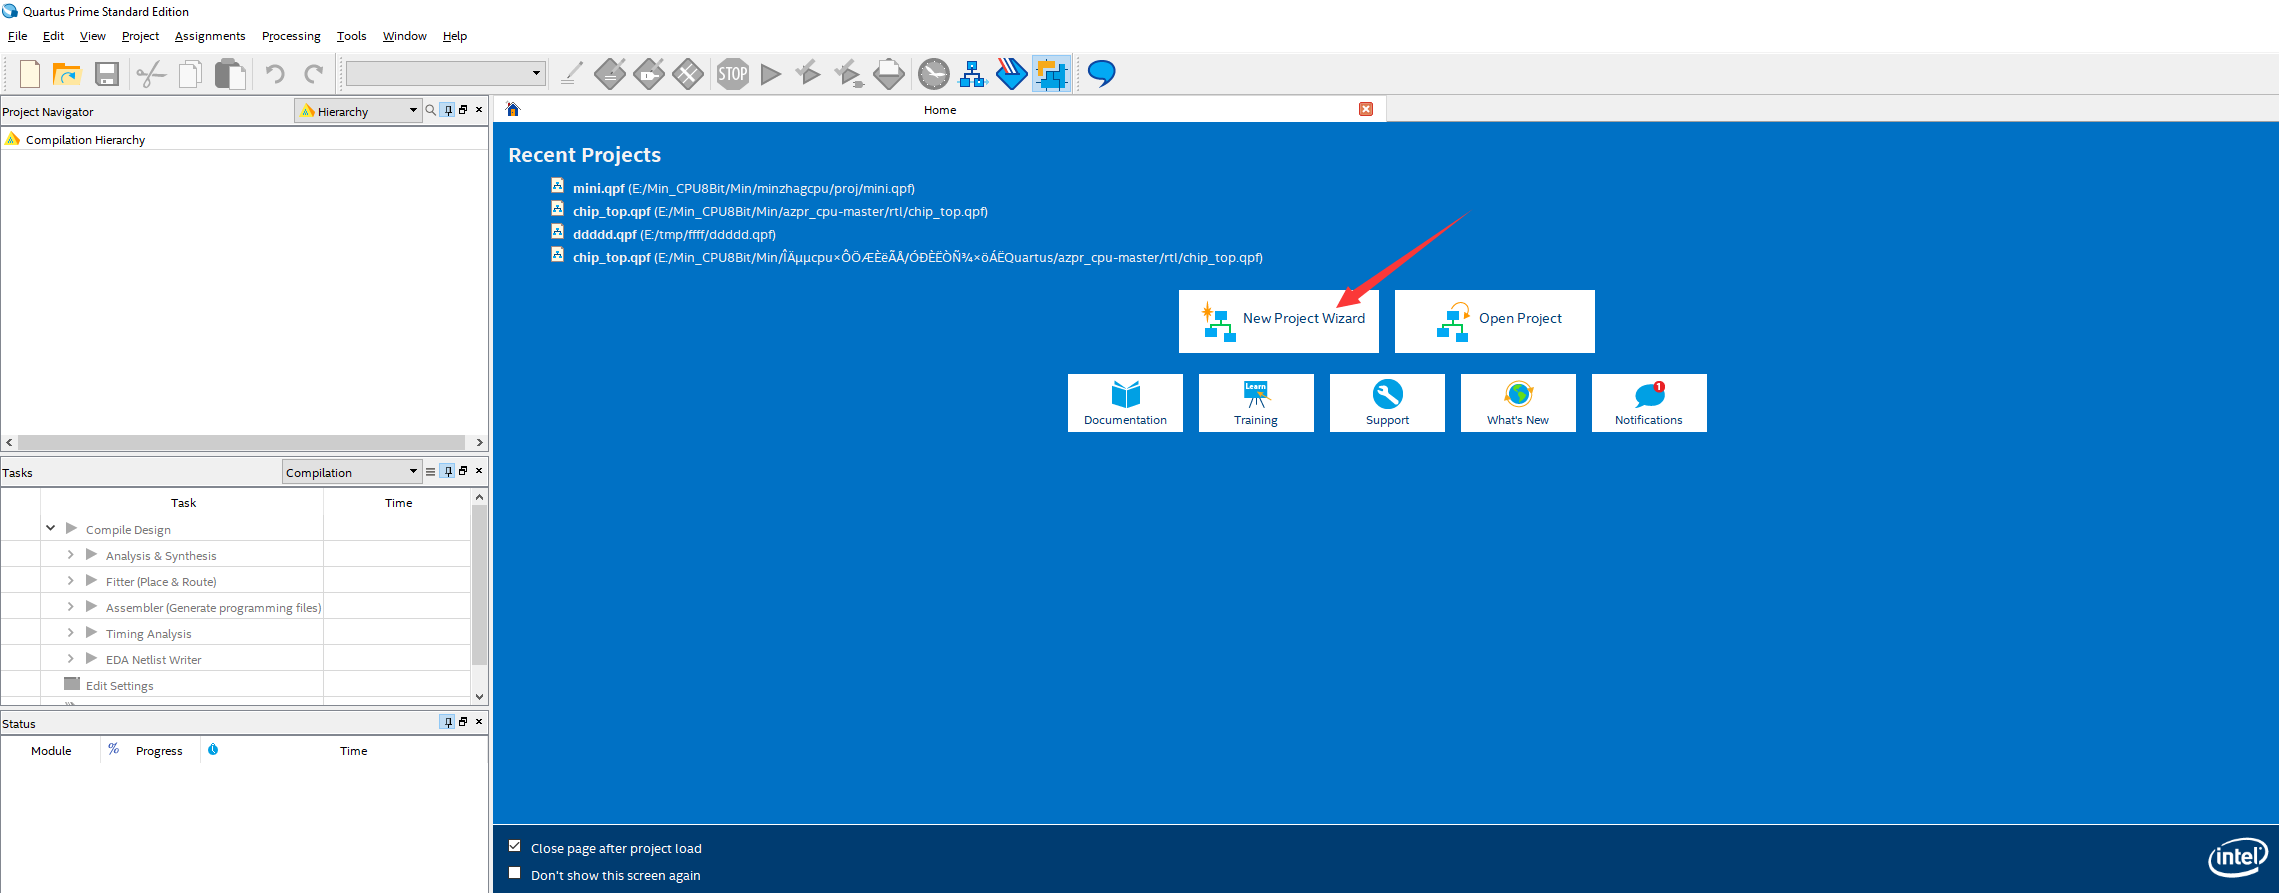 Quartus Prime Standard Edition
File Edit View Project Assignments Processing Tools Window Help
STOP
Project Navigator Hierarchy
Compilation Hierarchy
Home
Recent Projects
mini.qpf (E:/Min_CPU8Bit/Min/minzhagcpu/proj/mini.qpf)
chip_top.qpf (E:/Min_CPU8Bit/Min/azpr_cpu-master/rtl/chip_top.qpf)
ddddd.qpf (E:/tmp/ffff/ddddd.qpf)
chip_top.qpf (E:/Min_CPU8Bit/Min/ÎÄµµcpu×ÔÖÆÈëÃÅ/ÓÐÈËÒÑ¾×öÁËQuartus/azpr_cpu-master/rtl/chip_top.qpf)
New Project Wizard
Open Project
Documentation
Learn
Training
Support
What's New
1
Notifications
Tasks Compilation
Task Time
Compile Design
Analysis & Synthesis
Fitter (Place & Route)
Assembler (Generate programming files)
Timing Analysis
EDA Netlist Writer
Edit Settings
Status
Module % Progress Time
Close page after project load
Don't show this screen again
intel